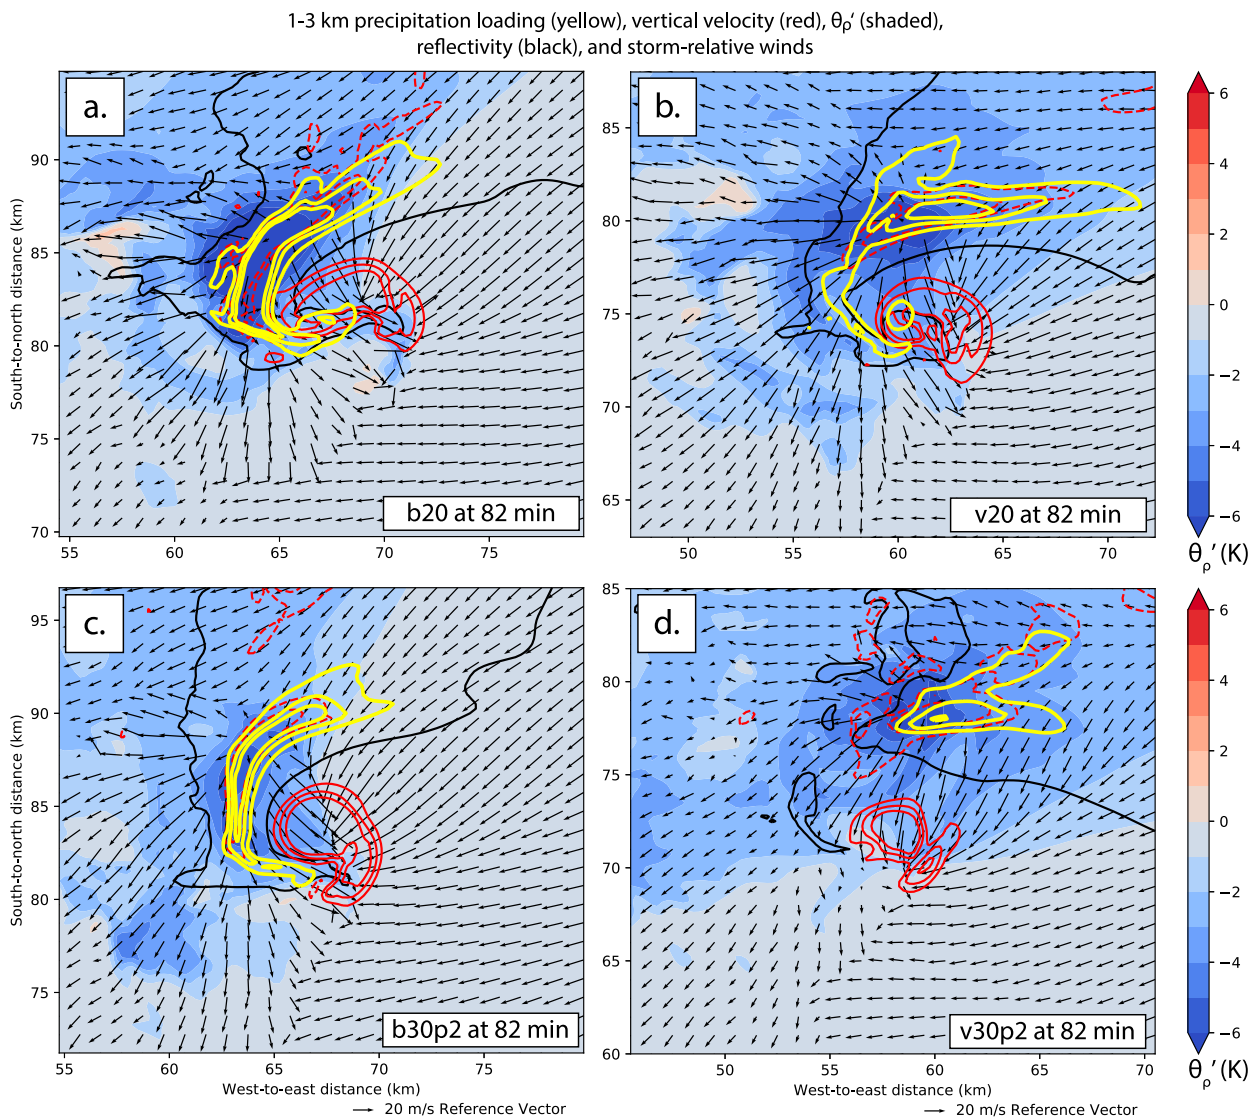 1-3 km precipitation loading (yellow), vertical velocity (red), θρ′ (shaded),
reflectivity (black), and storm-relative winds
a.
b.
South-to-north distance (km)
90
85
80
75
70
55 60 65 70 75
b20 at 82 min
85
80
75
70
65
50 55 60 65 70
v20 at 82 min
6
4
2
0
−2
−4
−6
θρ′ (K)
c.
d.
South-to-north distance (km)
95
90
85
80
75
55 60 65 70 75
b30p2 at 82 min
West-to-east distance (km)
20 m/s Reference Vector
85
80
75
70
65
60
50 55 60 65 70
v30p2 at 82 min
West-to-east distance (km)
20 m/s Reference Vector
6
4
2
0
−2
−4
−6
θρ′ (K)